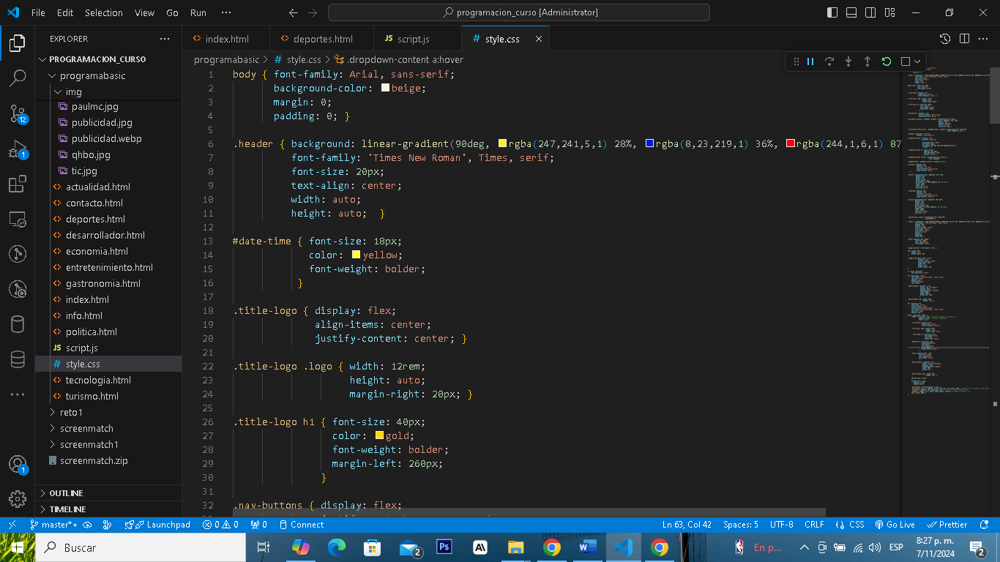 File Edit Selection View Go Run ···
programacion_curso [Administrator]
EXPLORER
PROGRAMACION_CURSO
programabasic
img
paulmc.jpg
publicidad.jpg
publicidad.webp
qhbo.jpg
tic.jpg
actualidad.html
contacto.html
deportes.html
desarrollador.html
economia.html
entretenimiento.html
gastronomia.html
index.html
info.html
politica.html
JS script.js
# style.css
tecnologia.html
turismo.html
reto1
screenmatch
screenmatch1
screenmatch.zip
OUTLINE
TIMELINE
12
1
1
index.html
deportes.html
JS script.js
# style.css
programabasic > # style.css > .dropdown-content a:hover
1 body { font-family: Arial, sans-serif;
2 background-color: beige;
3 margin: 0;
4 padding: 0; }
5
6 .header { background: linear-gradient(90deg, rgba(247,241,5,1) 28%, rgba(8,23,219,1) 36%, rgba(244,1,6,1) 87
7 font-family: 'Times New Roman', Times, serif;
8 font-size: 20px;
9 text-align: center;
10 width: auto;
11 height: auto; }
12
13 #date-time { font-size: 18px;
14 color: yellow;
15 font-weight: bolder;
16 }
17
18 .title-logo { display: flex;
19 align-items: center;
20 justify-content: center; }
21
22 .title-logo .logo { width: 12rem;
23 height: auto;
24 margin-right: 20px; }
25
26 .title-logo h1 { font-size: 40px;
27 color: gold;
28 font-weight: bolder;
29 margin-left: 260px;
30 }
31
32 .nav-buttons { display: flex;
master*+ Launchpad 0 0 0 Connect
Ln 63, Col 42 Spaces: 5 UTF-8 CRLF CSS Go Live Prettier
Buscar
2
Ps
En p...
ESP
8:27 p. m.
7/11/2024
2